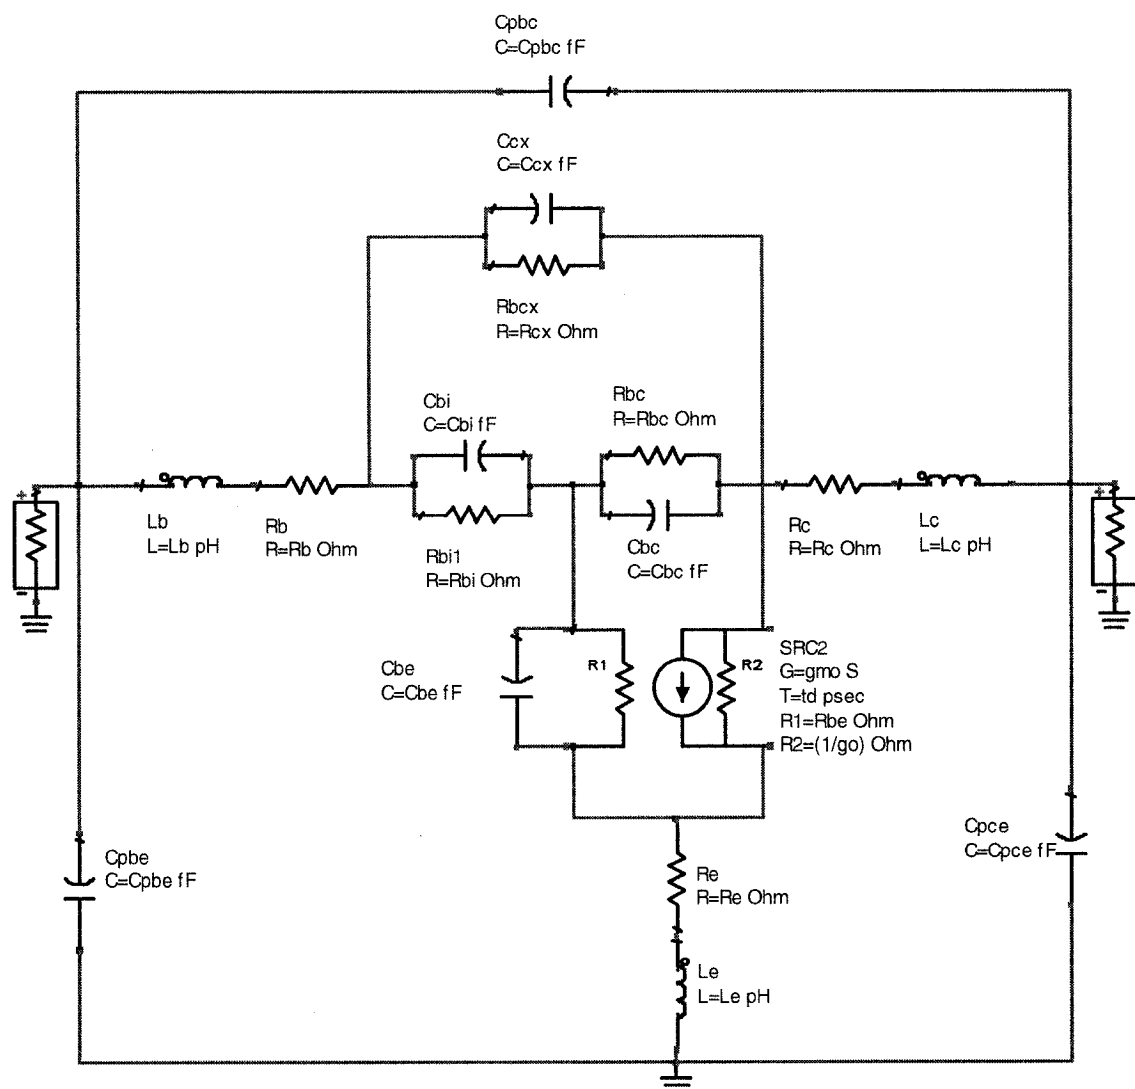 Cpbc
C=Cpbc fF
Ccx
C=Ccx fF
Rbcx
R=Rcx Ohm
Cbi
C=Cbi fF
Rbc
R=Rbc Ohm
+
-
Lb
L=Lb pH
Rb
R=Rb Ohm
Rbi1
R=Rbi Ohm
Cbc
C=Cbc fF
Rc
R=Rc Ohm
Lc
L=Lc pH
+
-
Cbe
C=Cbe fF
R1
R2
SRC2
G=gmo S
T=td psec
R1=Rbe Ohm
R2=(1/go) Ohm
Cpbe
C=Cpbe fF
Re
R=Re Ohm
Cpce
C=Cpce fF
Le
L=Le pH